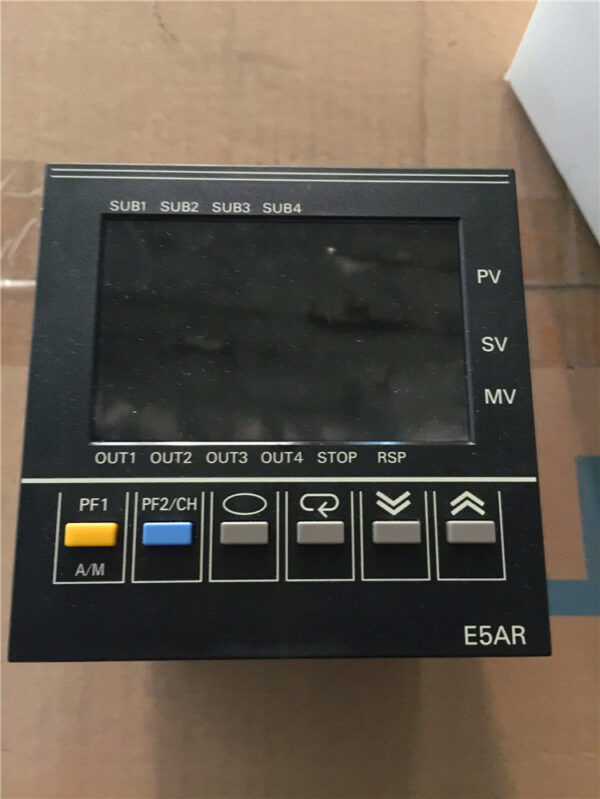 SUB1 SUB2 SUB3 SUB4
PV
SV
MV
OUT1 OUT2 OUT3 OUT4 STOP RSP
PF1 PF2/CH
A/M
E5AR